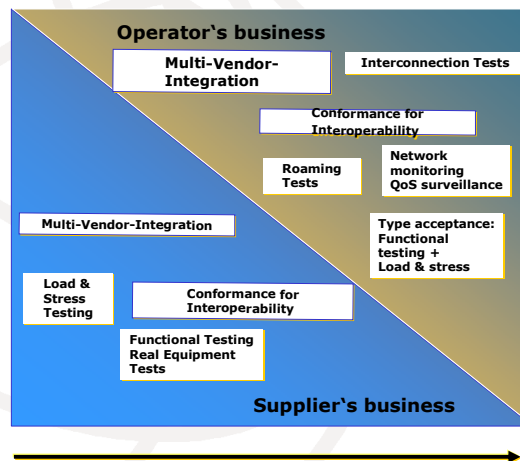 Operator's business
Multi-Vendor-
Integration
Interconnection Tests
Conformance for
Interoperability
Roaming
Tests
Network
monitoring
QoS surveillance
Type acceptance:
Functional
testing +
Load & stress
Multi-Vendor-Integration
Load &
Stress
Testing
Conformance for
Interoperability
Functional Testing
Real Equipment
Tests
Supplier's business